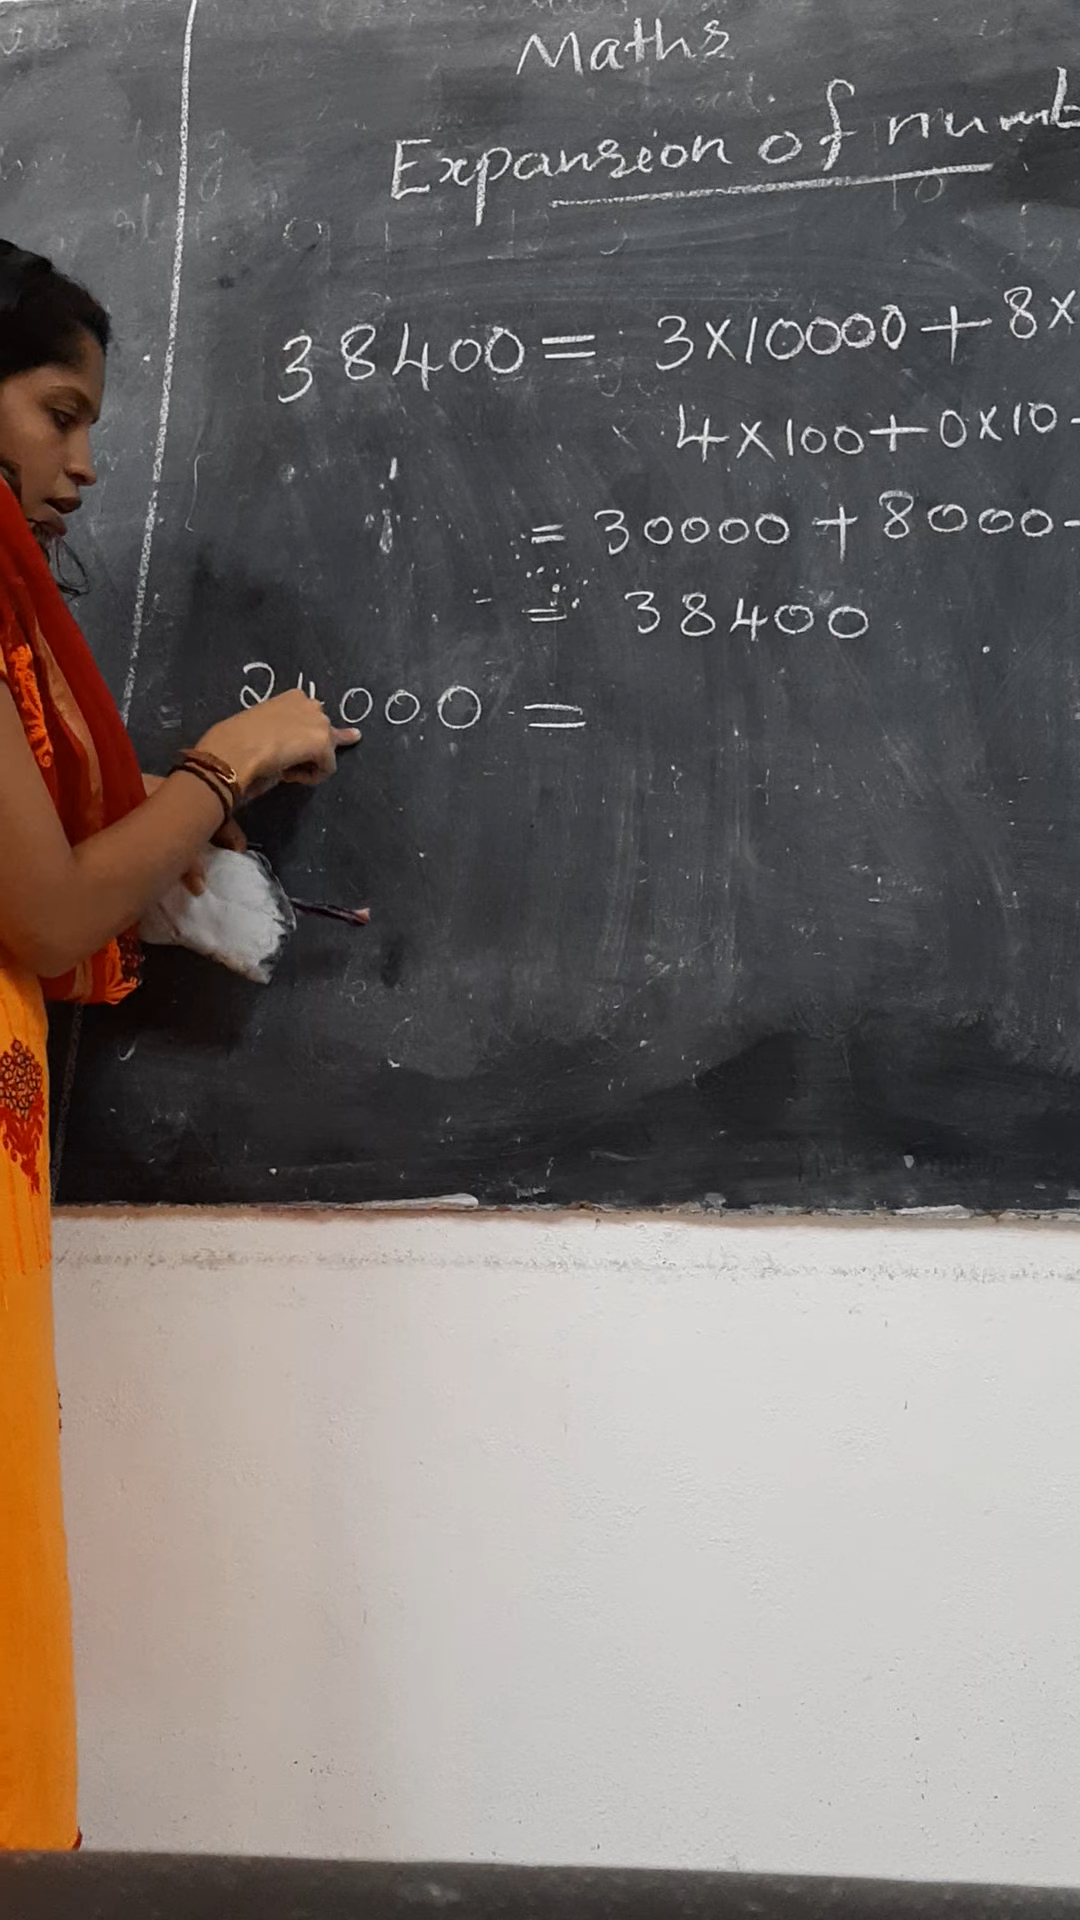 Maths
Expansion of numb
38400 = 3×10000 + 8×
4×100 + 0×10
= 30000 + 8000
= 38400
24000 =